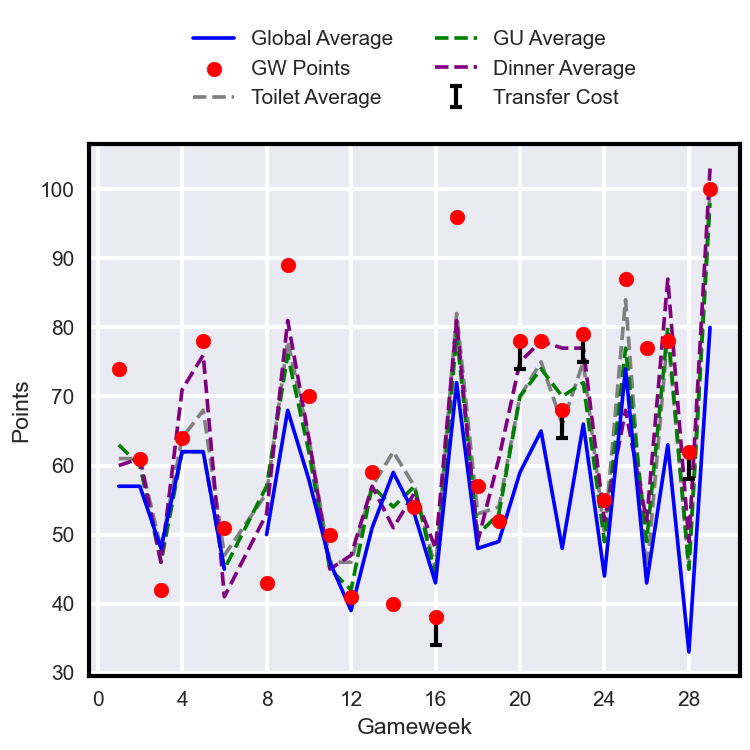 Global Average
GW Points
Toilet Average
GU Average
Dinner Average
Transfer Cost
Points
100
90
80
70
60
50
40
30
0 4 8 12 16 20 24 28
Gameweek